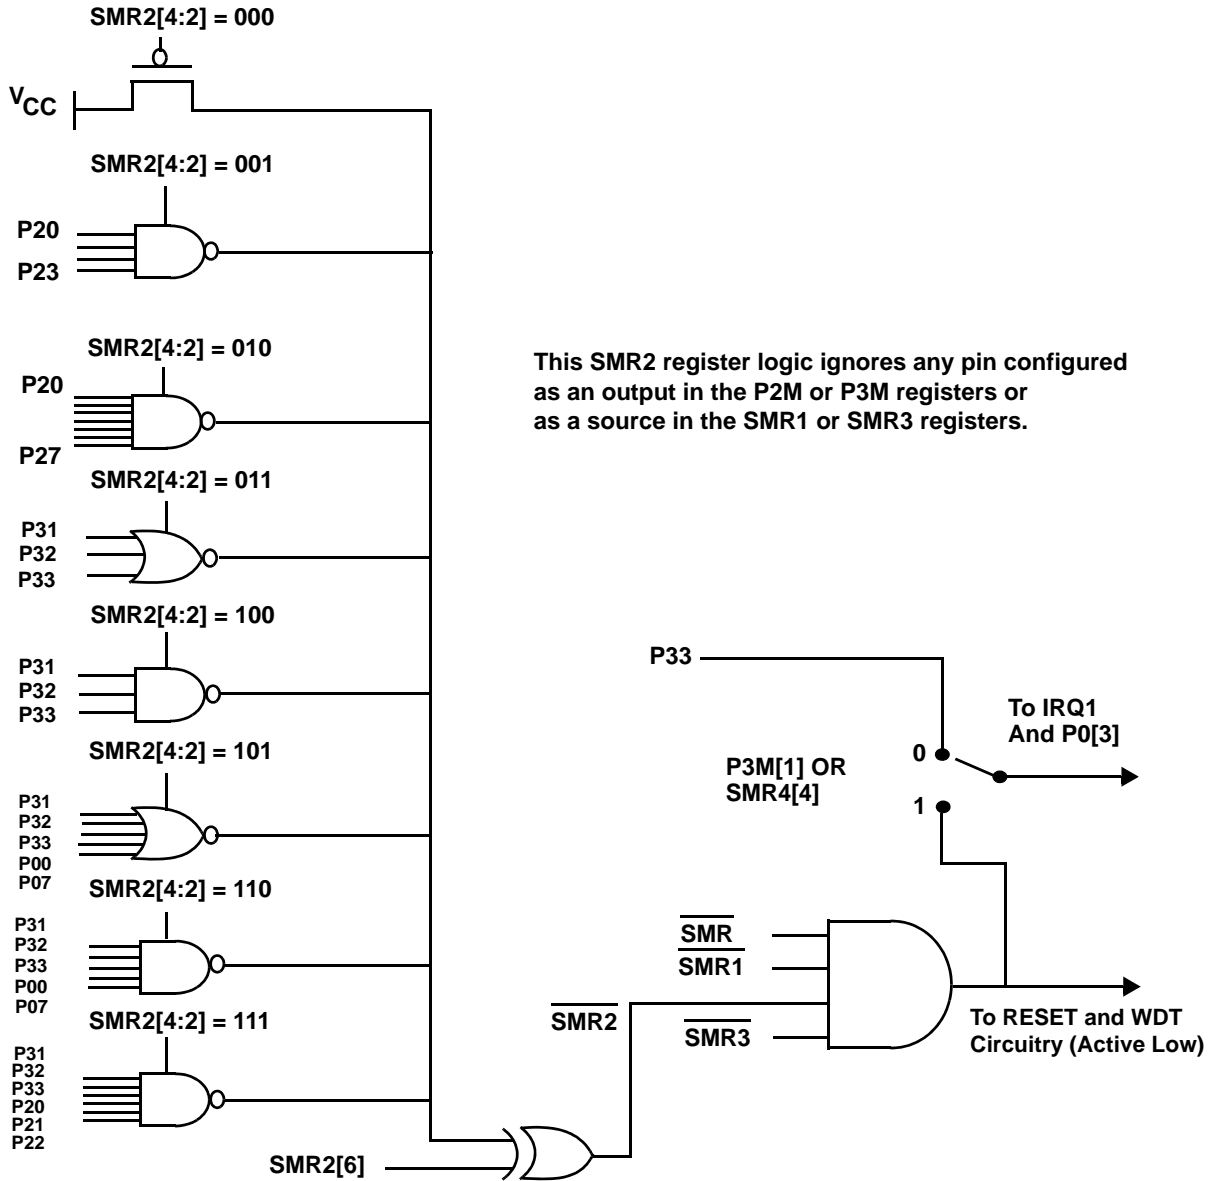 SMR2[4:2] = 000
VCC
SMR2[4:2] = 001
P20
P23
SMR2[4:2] = 010
P20
P27
This SMR2 register logic ignores any pin configured
as an output in the P2M or P3M registers or
as a source in the SMR1 or SMR3 registers.
SMR2[4:2] = 011
P31
P32
P33
SMR2[4:2] = 100
P31
P32
P33
SMR2[4:2] = 101
P31
P32
P33
P00
P07
SMR2[4:2] = 110
P31
P32
P33
P00
P07
SMR2[4:2] = 111
P31
P32
P33
P20
P21
P22
SMR2[6]
P33
To IRQ1
And P0[3]
0
P3M[1] OR
SMR4[4]
1
SMR
SMR1
SMR2
SMR3
To RESET and WDT
Circuitry (Active Low)